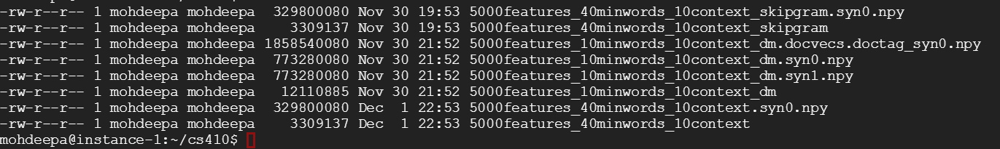 -rw-r--r-- 1 mohdeepa mohdeepa  329800080 Nov 30 19:53 5000features_40minwords_10context_skipgram.syn0.npy
-rw-r--r-- 1 mohdeepa mohdeepa    3309137 Nov 30 19:53 5000features_40minwords_10context_skipgram
-rw-r--r-- 1 mohdeepa mohdeepa 1858540080 Nov 30 21:52 5000features_10minwords_10context_dm.docvecs.doctag_syn0.npy
-rw-r--r-- 1 mohdeepa mohdeepa  773280080 Nov 30 21:52 5000features_10minwords_10context_dm.syn0.npy
-rw-r--r-- 1 mohdeepa mohdeepa  773280080 Nov 30 21:52 5000features_10minwords_10context_dm.syn1.npy
-rw-r--r-- 1 mohdeepa mohdeepa   12110885 Nov 30 21:52 5000features_10minwords_10context_dm
-rw-r--r-- 1 mohdeepa mohdeepa  329800080 Dec  1 22:53 5000features_40minwords_10context.syn0.npy
-rw-r--r-- 1 mohdeepa mohdeepa    3309137 Dec  1 22:53 5000features_40minwords_10context
mohdeepa@instance-1:~/cs410$